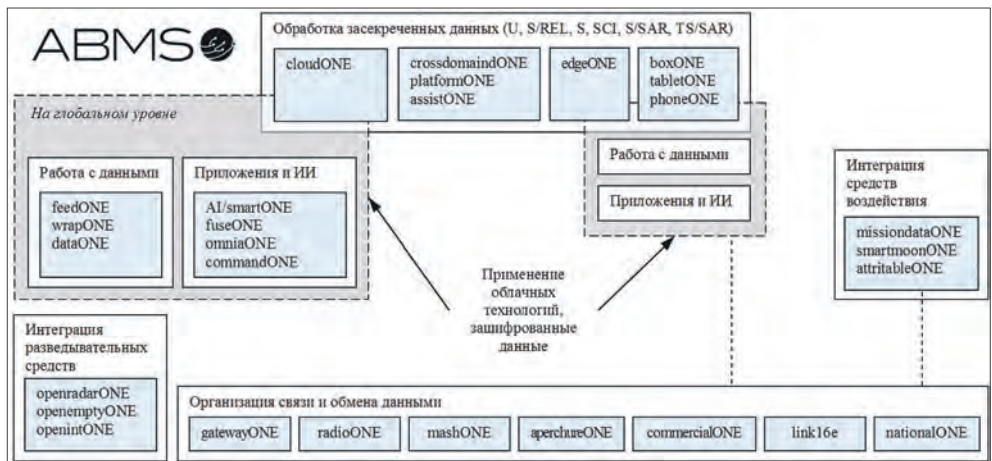 ABMS
Обработка засекреченных данных (U, S/REL, S, SCI, S/SAR, TS/SAR)
cloudONE
crossdomaindONE
platformONE
assistONE
edgeONE
boxONE
tabletONE
phoneONE
На глобальном уровне
Работа с данными
feedONE
wrapONE
dataONE
Приложения и ИИ
AI/smartONE
fuseONE
omniaONE
commandONE
Работа с данными
Приложения и ИИ
Интеграция
средств
воздействия
missiondataONE
smartmoonONE
attritableONE
Применение
облачных
технологий,
зашифрованные
данные
Интеграция
разведывательных
средств
openradarONE
openemptyONE
openintONE
Организация связи и обмена данными
gatewayONE
radioONE
mashONE
aperchureONE
commercialONE
link16e
nationalONE